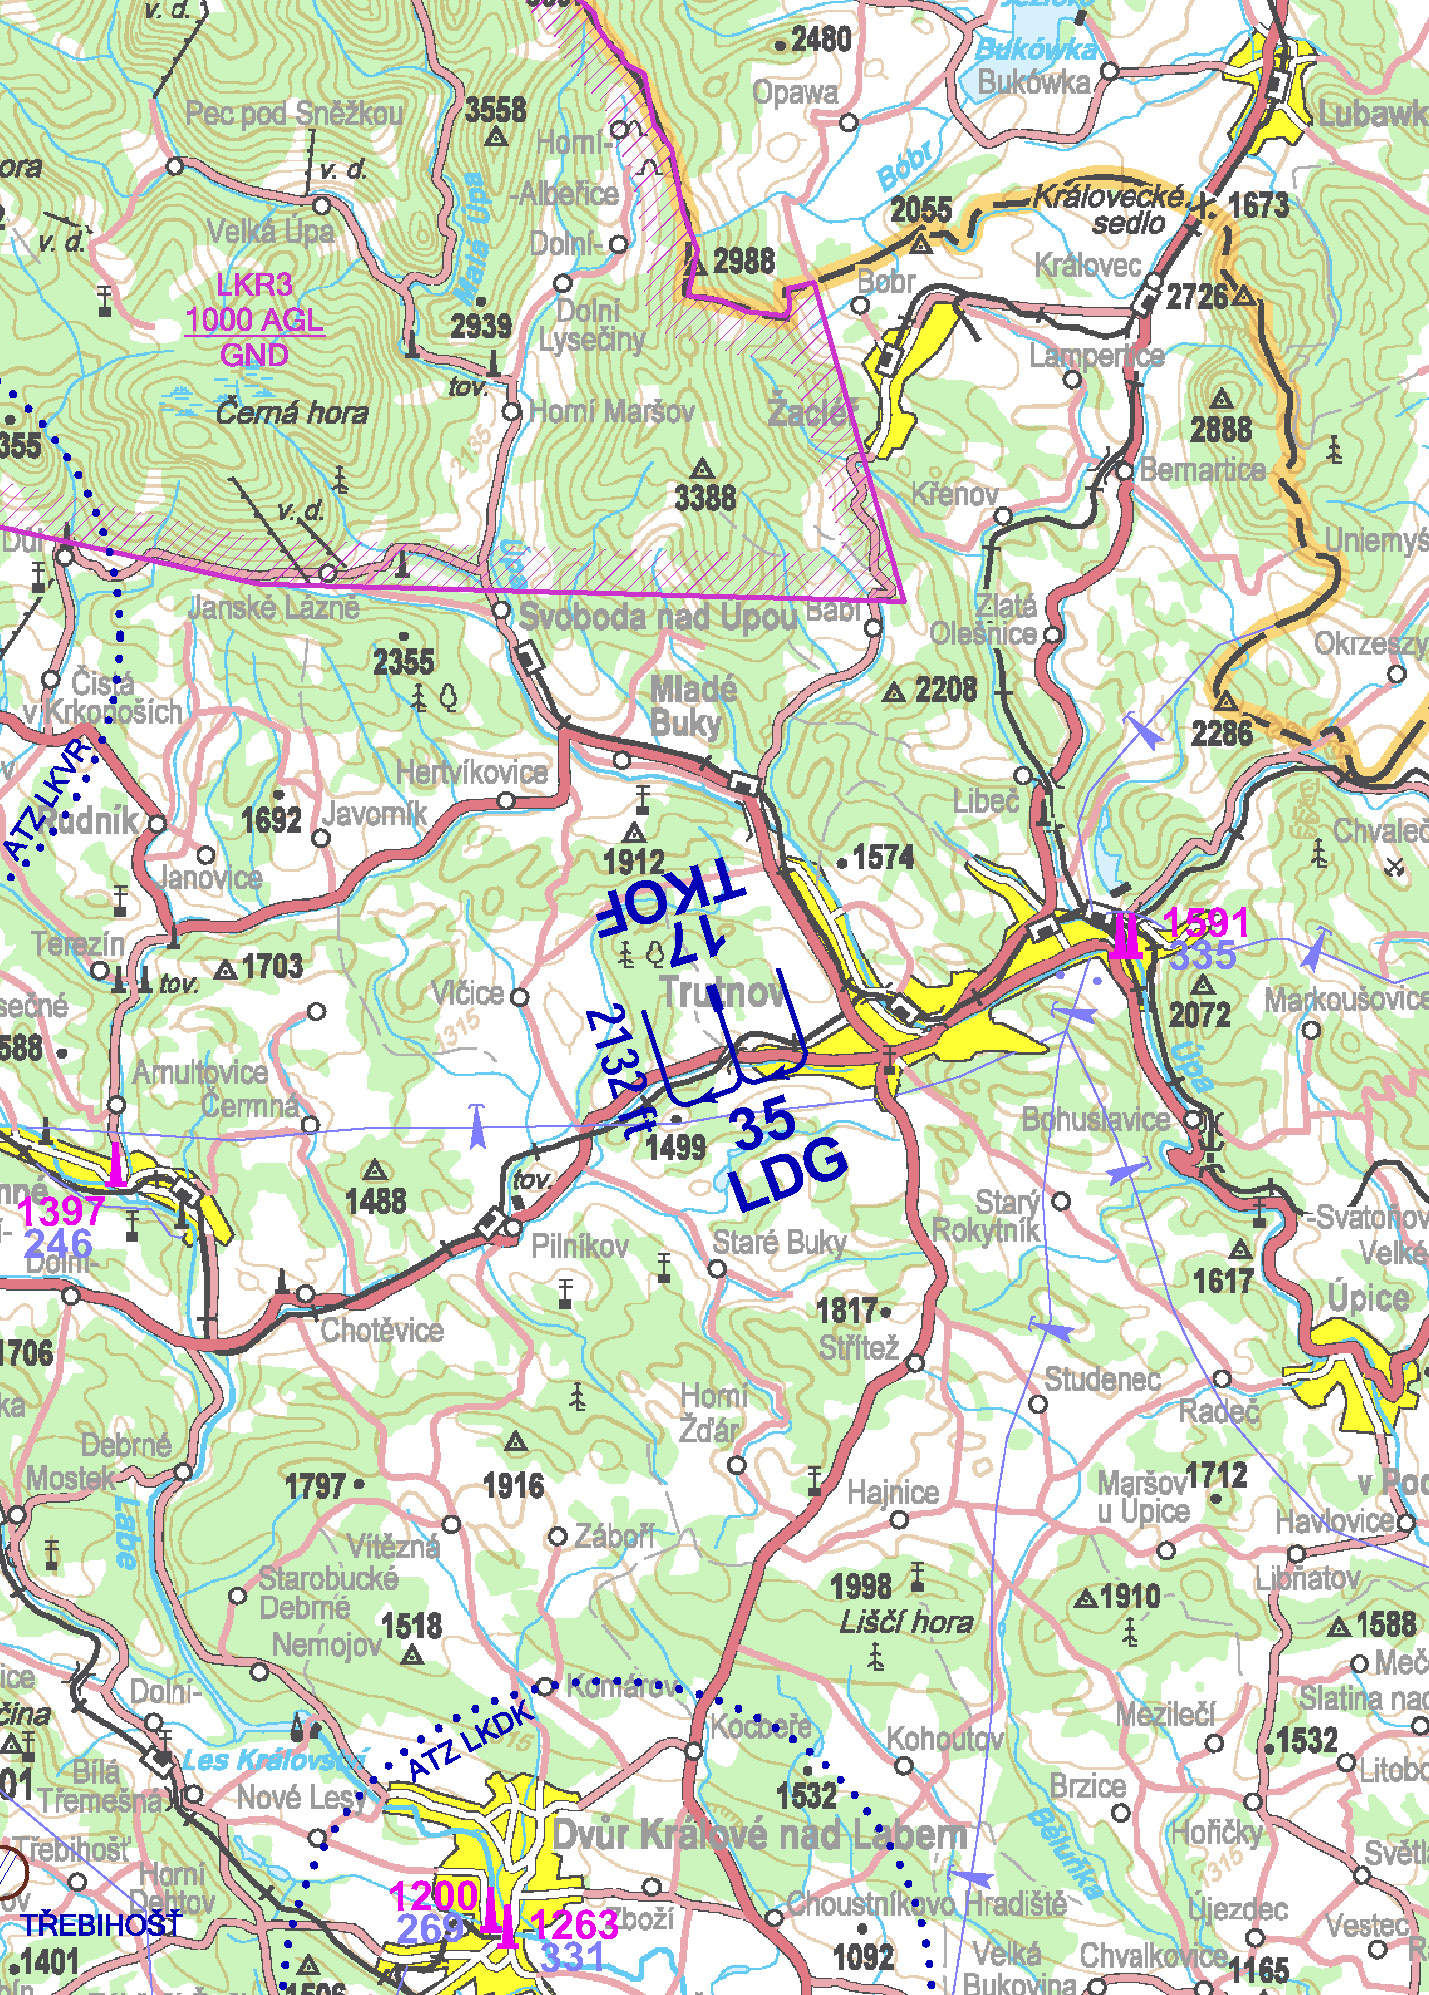 v. d.
2480
Bukówka
Bukówka
Opawa
Pec pod Sněžkou
3558
Horní-
Lubawk
ora
v. d.
Bóbr
-Albeřice
Malá Úpa
Královecké
sedlo
1673
2055
Velká Úpa
v. d.
Dolní-
2988
Královec
LKR3
1000 AGL
GND
Bobr
2726
Dolní
Lysečiny
2939
Lampertice
tov.
Černá hora
Horní Maršov
Žacléř
2888
355
2135
3388
Bernartice
Křenov
v. d.
Uniemyś
Důl
Úpa
Janské Lázně
Svoboda nad Úpou
Babí
Zlatá
Olešnice
Okrzeszy
2355
Čistá
v Krkonoších
Mladé
Buky
2208
2286
ATZ LKVR
Hertvíkovice
Libeč
Rudník
1692
Javorník
1912
1574
Chvaleč
Janovice
17
TKOF
1591
335
Terezín
1703
tov.
Vlčice
Trutnov
2072
Markoušovice
sečné
1315
588
2132 ft
Úpa
Arnultovice
Čermná
35
LDG
1499
Bohuslavice
1488
tov.
1397
246
Dolní-
Starý
Rokytník
-Svatoňov
Velké
Pilníkov
Staré Buky
1617
Úpice
1817
Chotěvice
Střítež
1706
Studenec
Radeč
ka
Horní
Žďár
Debrné
Mostek
1797
1916
Maršov
u Úpice
1712
v Pod
Hajnice
Havlovice
Labe
Vítězná
Záboří
Starobucké
Debrné
1998
Liščí hora
1910
Libňatov
1518
1588
Nemojov
Meč
Dolní-
Komárov
Slatina nad
čina
ATZ LKDK
1315
Kocbeře
Mezilečí
Kohoutov
1532
Les Království
Bílá
Třemešná
Nové Lesy
1532
Brzice
Litobo
Dvůr Králové nad Labem
Běluňka
Hořičky
1315
Světl
Třebihošť
Horní
Dehtov
1200
269
1263
331
Zboží
Choustníkovo Hradiště
Újezdec
Vestec
TŘEBIHOŠŤ
1401
1092
Velká
Bukovina
Chvalkovice
1165
1506